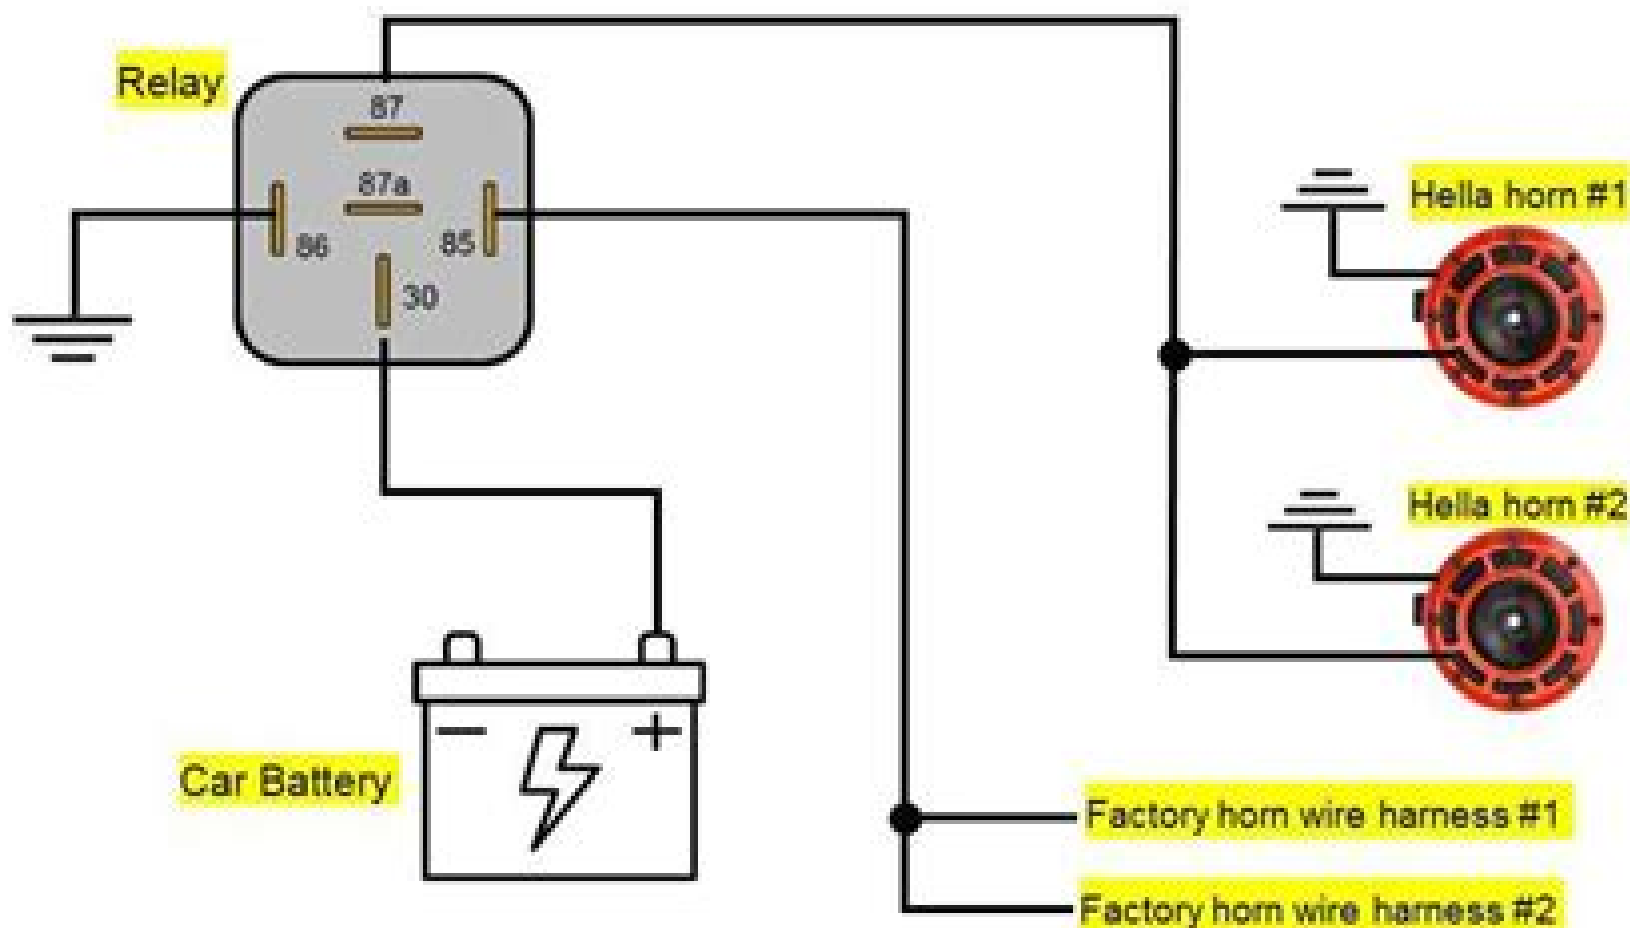 Relay
87
87a
86
85
30
Hella horn #1
Hella horn #2
Car Battery
Factory horn wire harness #1
Factory horn wire harness #2